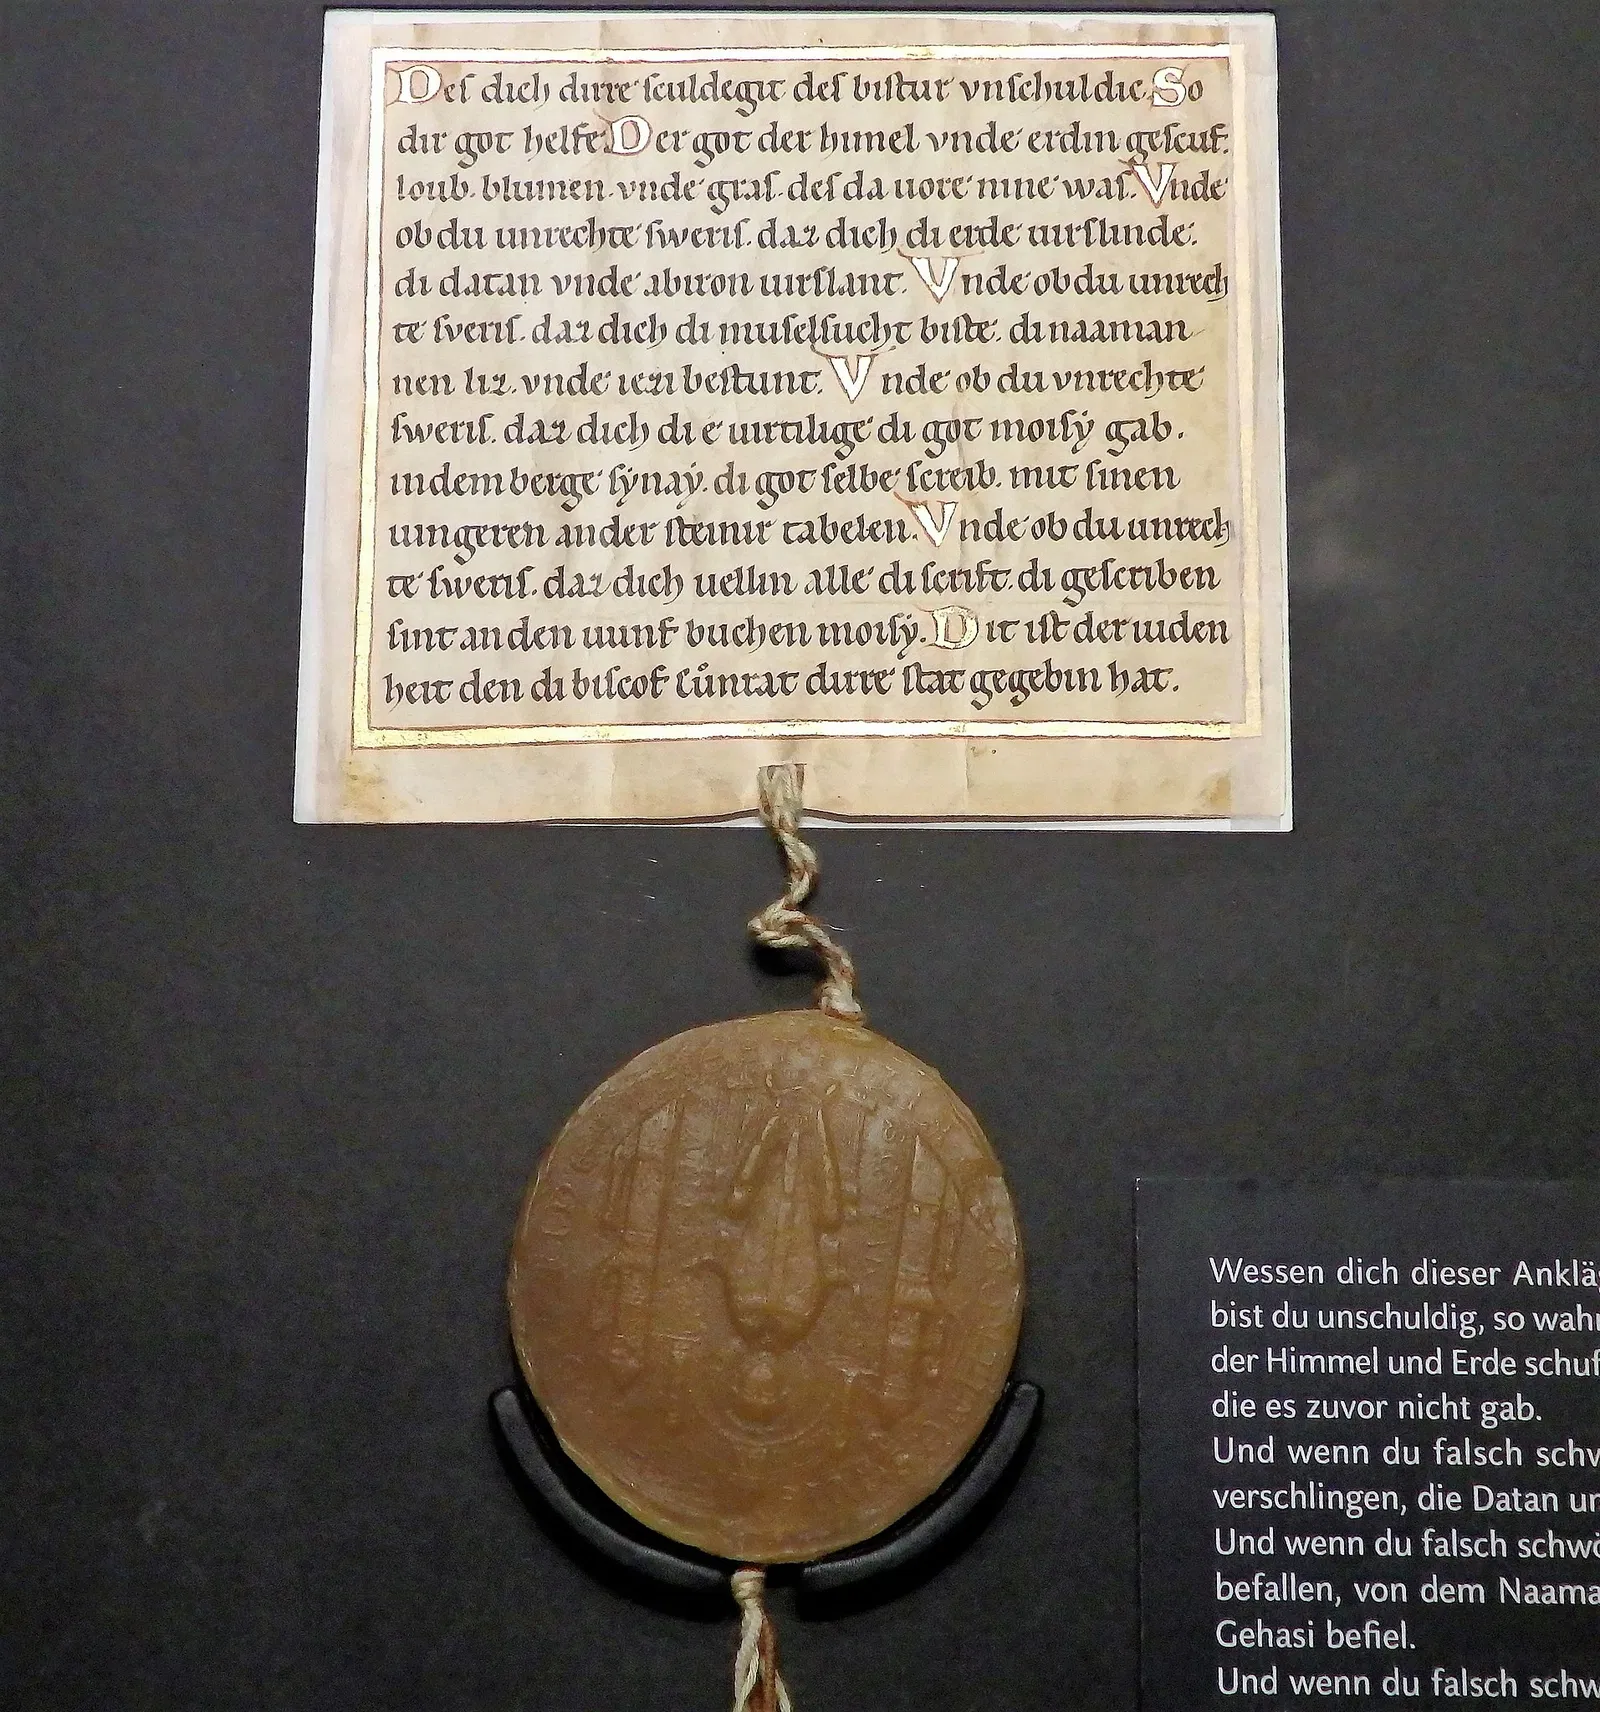 Des dich dirre sculdegit des bistur vnschuldic. So
dir got helfe. Der got der himel vnde erdin gescuf.
loub. blumen. vnde gras. des da uore nine was. Vnde
ob du unrechte sweris. daz dich di erde uirslinde.
di datan vnde abiron uirslant. Vnde ob du unrech
te sveris. daz dich di muselsucht biste. di naaman
nen liz. vnde iezi bestunt. Vnde ob du vnrechte
sweris. daz dich di e uirtilige di got moisy gab.
in dem berge synay. di got selbe screib. mit sinen
uingeren an der steinir tabelen. Vnde ob du unrech
te sweris. daz dich uellin alle di scrift. di gescriben
sint an den uunf buchen moisy. Dit ist der iuden
heit den di biscof Cůnrat dirre stat gegebin hat.
Wessen dich dieser Anklä
bist du unschuldig, so wahr
der Himmel und Erde schuf
die es zuvor nicht gab.
Und wenn du falsch schw
verschlingen, die Datan un
Und wenn du falsch schwö
befallen, von dem Naama
Gehasi befiel.
Und wenn du falsch schw